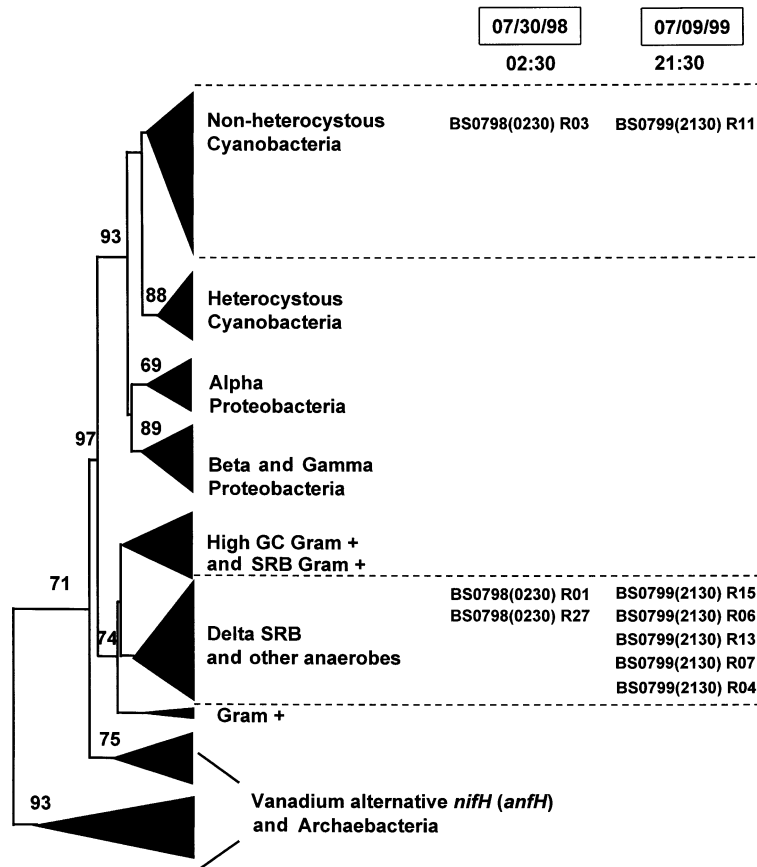 07/30/98 07/09/99
02:30 21:30
Non-heterocystous
Cyanobacteria
BS0798(0230) R03 BS0799(2130) R11
93
88
Heterocystous
Cyanobacteria
69
Alpha
Proteobacteria
89
97
Beta and Gamma
Proteobacteria
High GC Gram +
and SRB Gram +
71
BS0798(0230) R01 BS0799(2130) R15
BS0798(0230) R27 BS0799(2130) R06
74
Delta SRB
and other anaerobes
BS0799(2130) R13
BS0799(2130) R07
BS0799(2130) R04
Gram +
75
93
Vanadium alternative nifH (anfH)
and Archaebacteria